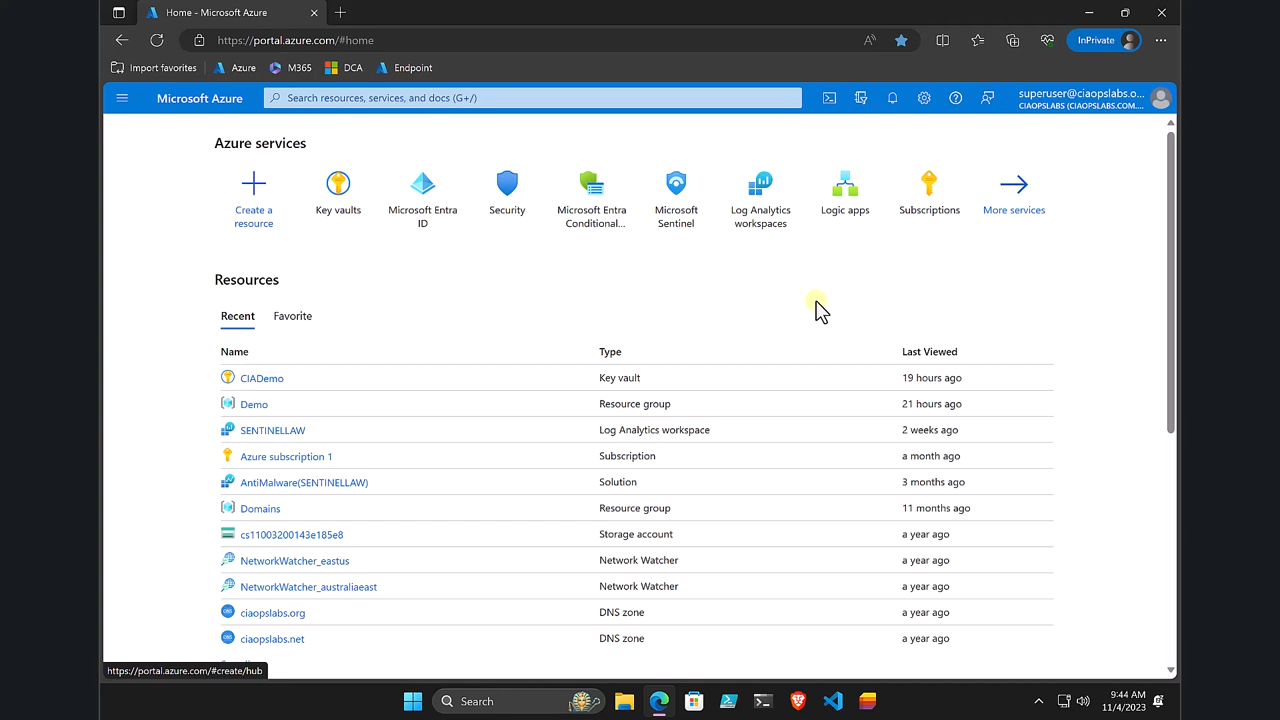 Home - Microsoft Azure
https://portal.azure.com/#home
InPrivate
Import favorites
Azure
M365
DCA
Endpoint
Microsoft Azure
Search resources, services, and docs (G+/)
superuser@ciaopslabs.o...
CIAOPSLABS (CIAOPSLABS.COM....
Azure services
Create a
resource
Key vaults
Microsoft Entra
ID
Security
Microsoft Entra
Conditional...
Microsoft
Sentinel
Log Analytics
workspaces
Logic apps
Subscriptions
More services
Resources
Recent
Favorite
Name Type Last Viewed
CIADemo Key vault 19 hours ago
Demo Resource group 21 hours ago
SENTINELLAW Log Analytics workspace 2 weeks ago
Azure subscription 1 Subscription a month ago
AntiMalware(SENTINELLAW) Solution 3 months ago
Domains Resource group 11 months ago
cs11003200143e185e8 Storage account a year ago
NetworkWatcher_eastus Network Watcher a year ago
NetworkWatcher_australiaeast Network Watcher a year ago
ciaopslabs.org DNS zone a year ago
ciaopslabs.net DNS zone a year ago
https://portal.azure.com/#create/hub
Search
9:44 AM
11/4/2023